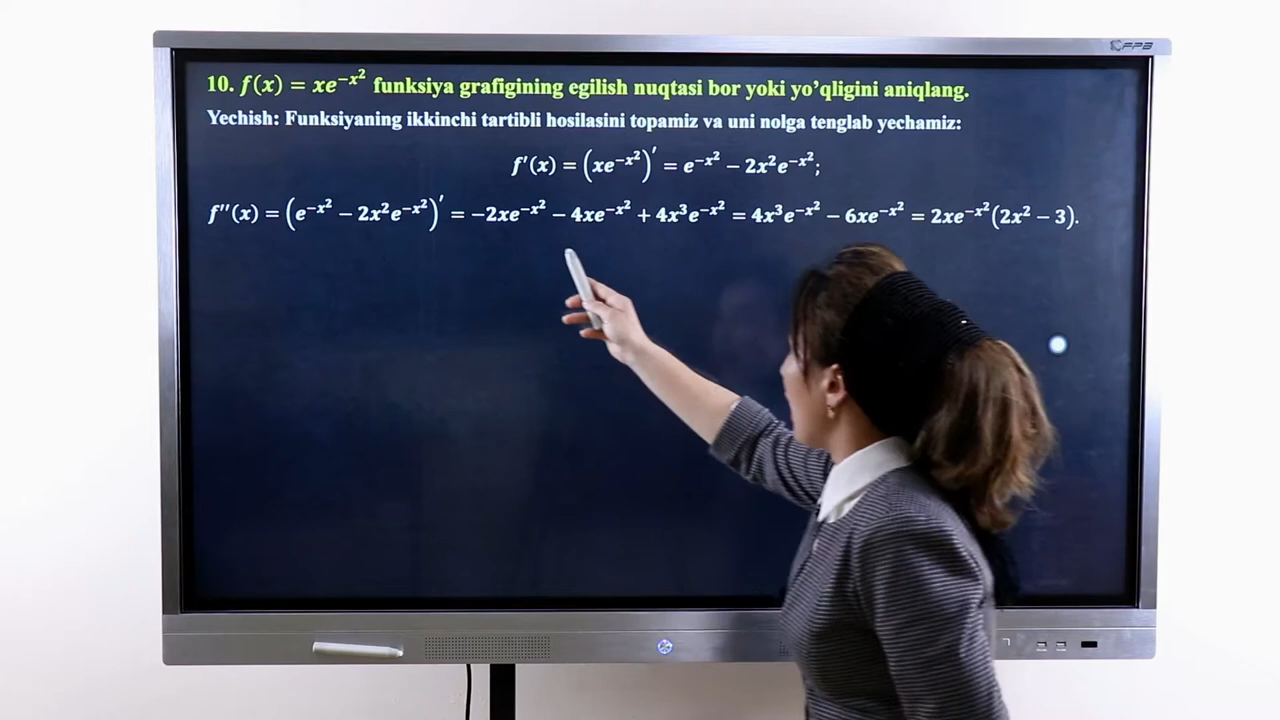 FPB
10. f(x) = xe^{-x^2} funksiya grafigining egilish nuqtasi bor yoki yo’qligini aniqlang.
Yechish: Funksiyaning ikkinchi tartibli hosilasini topamiz va uni nolga tenglab yechamiz:
f'(x) = (xe^{-x^2})' = e^{-x^2} − 2x^2e^{-x^2};
f''(x) = (e^{-x^2} − 2x^2e^{-x^2})' = −2xe^{-x^2} − 4xe^{-x^2} + 4x^3e^{-x^2} = 4x^3e^{-x^2} − 6xe^{-x^2} = 2xe^{-x^2}(2x^2 − 3).